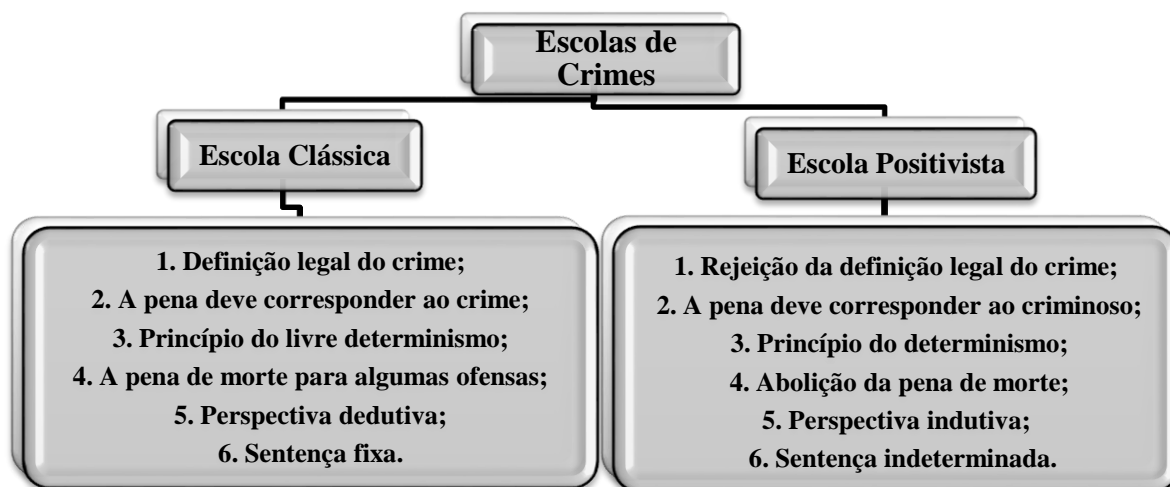 Escolas de
Crimes
Escola Clássica
1. Definição legal do crime;
2. A pena deve corresponder ao crime;
3. Princípio do livre determinismo;
4. A pena de morte para algumas ofensas;
5. Perspectiva dedutiva;
6. Sentença fixa.
Escola Positivista
1. Rejeição da definição legal do crime;
2. A pena deve corresponder ao criminoso;
3. Princípio do determinismo;
4. Abolição da pena de morte;
5. Perspectiva indutiva;
6. Sentença indeterminada.